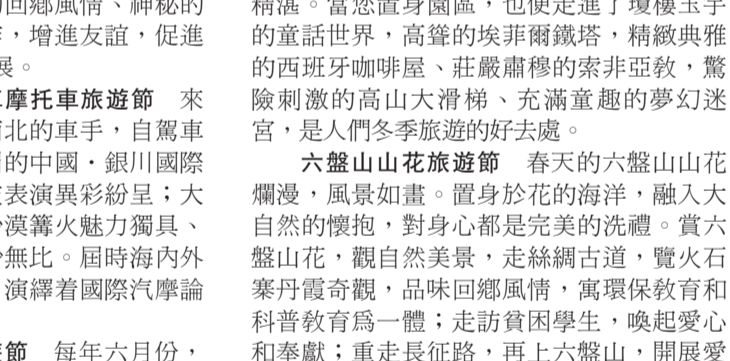 回鄉風情、神秘的
，增進友誼，促進
展。
車摩托車旅遊節　來
北的車手，自駕車
的中國·銀川國際
表演異彩紛呈；大
漠篝火魅力獨具、
無比。屆時海內外
演繹着國際汽摩論
節　每年六月份，
精湛。當您置身園區，也便走進了瓊樓玉宇
的童話世界，高聳的埃菲爾鐵塔，精緻典雅
的西班牙咖啡屋、莊嚴肅穆的索非亞教，驚
險刺激的高山大滑梯、充滿童趣的夢幻迷
宮，是人們冬季旅遊的好去處。
六盤山山花旅遊節　春天的六盤山山花
爛漫，風景如畫。置身於花的海洋，融入大
自然的懷抱，對身心都是完美的洗禮。賞六
盤山花，觀自然美景，走絲綢古道，覽火石
寨丹霞奇觀，品味回鄉風情，寓環保教育和
科普教育爲一體；走訪貧困學生，喚起愛心
和奉獻；重走長征路，再上六盤山，開展愛